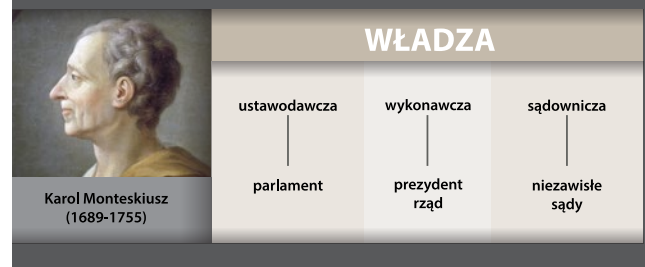 WŁADZA
ustawodawcza
wykonawcza
sądownicza
parlament
prezydent
rząd
niezawisłe
sądy
Karol Monteskiusz
(1689-1755)